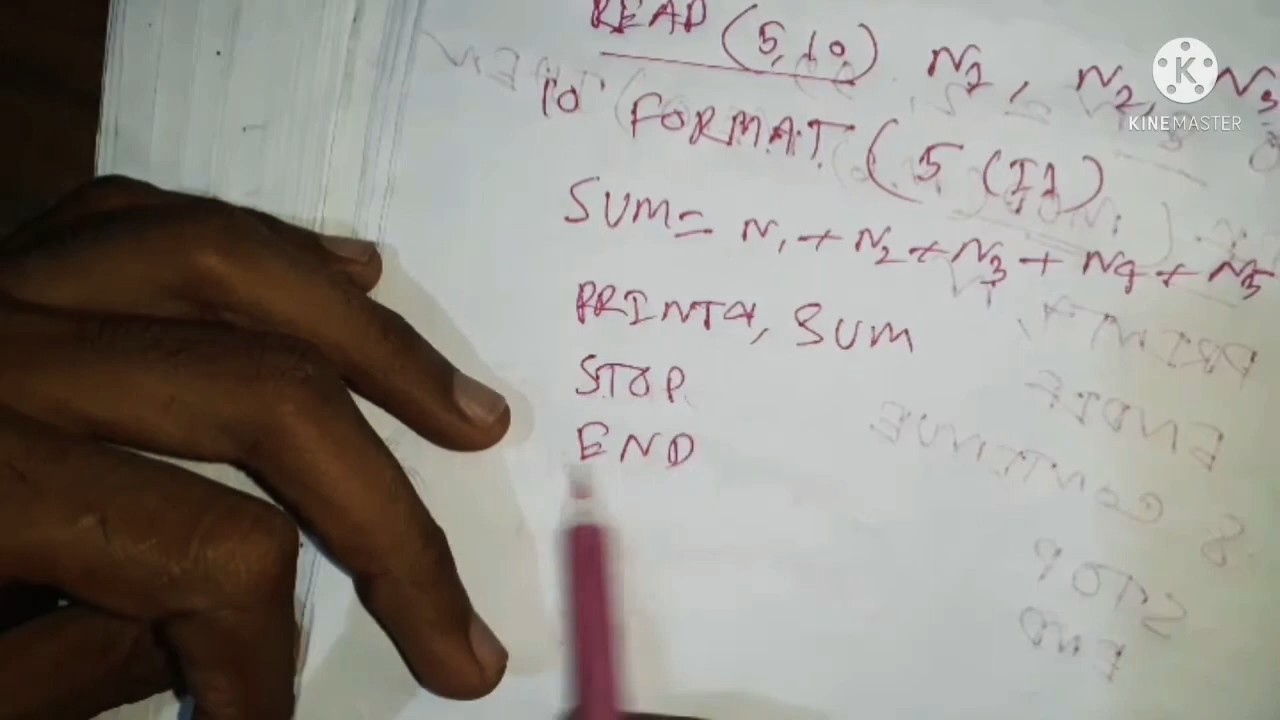 READ (5,10) N1, N2, N3
10 FORMAT (5 (I1)
SUM = N1 + N2 + N3 + N4 + N5
PRINT*, SUM
STOP
END
K
KINEMASTER